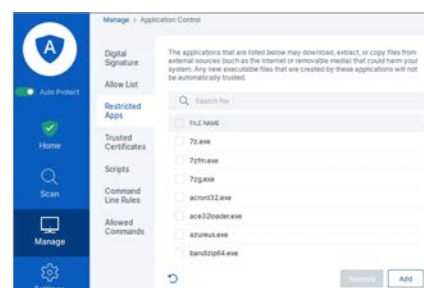 Manage > Application Control
A
Auto Protect
Home
Scan
Manage
Settings
Digital
Signature
Allow List
Restricted
Apps
Trusted
Certificates
Scripts
Command
Line Rules
Allowed
Commands
The applications that are listed below may download, extract, or copy files from
external sources (such as the internet or removable media) that could harm your
system. Any new executable files that are created by these applications will not
be automatically trusted.
Search file
FILE NAME
7z.exe
7zfm.exe
7zg.exe
acront32.exe
ace32loader.exe
azureus.exe
bandizip64.exe
Remove
Add